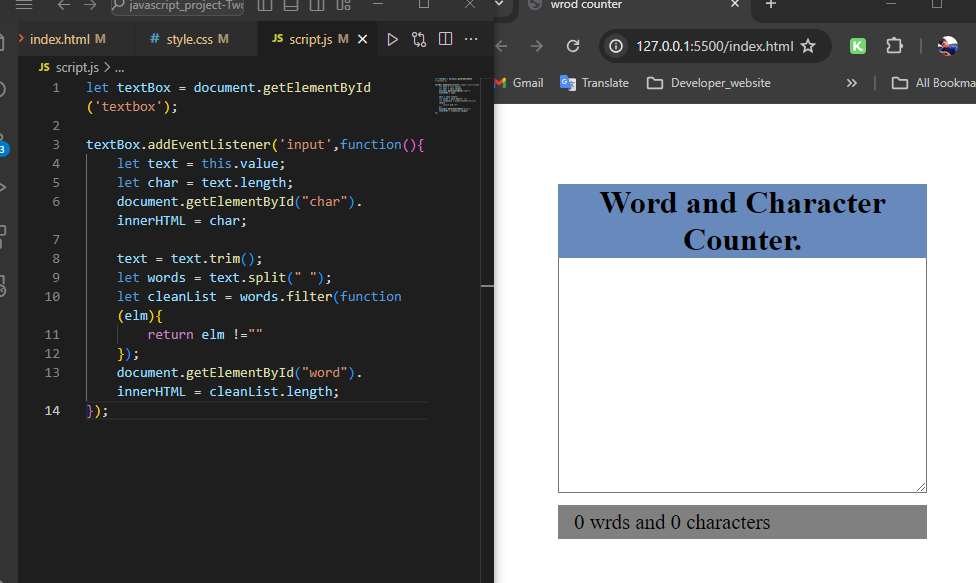 javascript_project-Two
index.html M
# style.css M
JS script.js M
JS script.js > ...
1 let textBox = document.getElementById
('textbox');
2
3 textBox.addEventListener('input',function(){
4 let text = this.value;
5 let char = text.length;
6 document.getElementById("char").
innerHTML = char;
7
8 text = text.trim();
9 let words = text.split(" ");
10 let cleanList = words.filter(function
(elm){
11 return elm !=""
12 });
13 document.getElementById("word").
innerHTML = cleanList.length;
14 });
3
wrod counter
127.0.0.1:5500/index.html
K
Gmail
Translate
Developer_website
All Bookma
Word and Character
Counter.
0 wrds and 0 characters